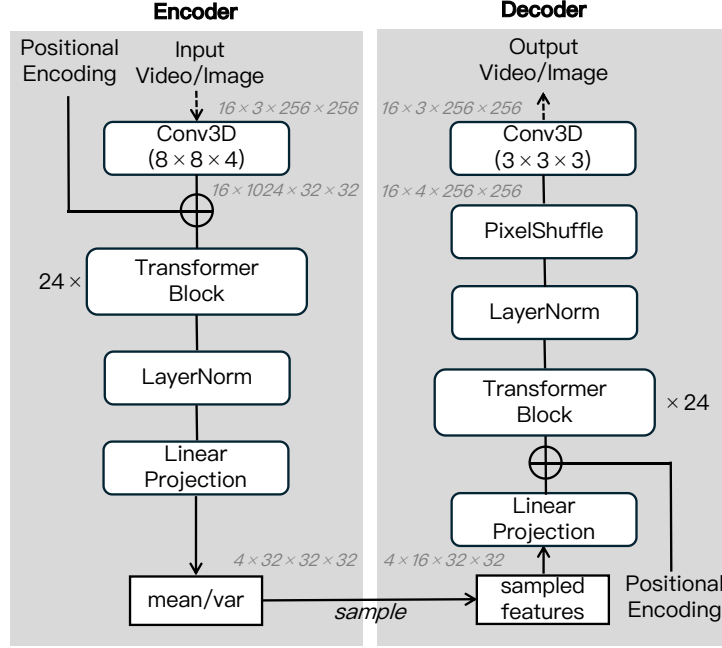 Encoder
Positional
Encoding
Input
Video/Image
16 × 3 × 256 × 256
Conv3D
(8 × 8 × 4)
16 × 1024 × 32 × 32
24 ×
Transformer
Block
LayerNorm
Linear
Projection
4 × 32 × 32 × 32
mean/var
sample
Decoder
Output
Video/Image
16 × 3 × 256 × 256
Conv3D
(3 × 3 × 3)
16 × 4 × 256 × 256
PixelShuffle
LayerNorm
Transformer
Block
× 24
Linear
Projection
4 × 16 × 32 × 32
sampled
features
Positional
Encoding